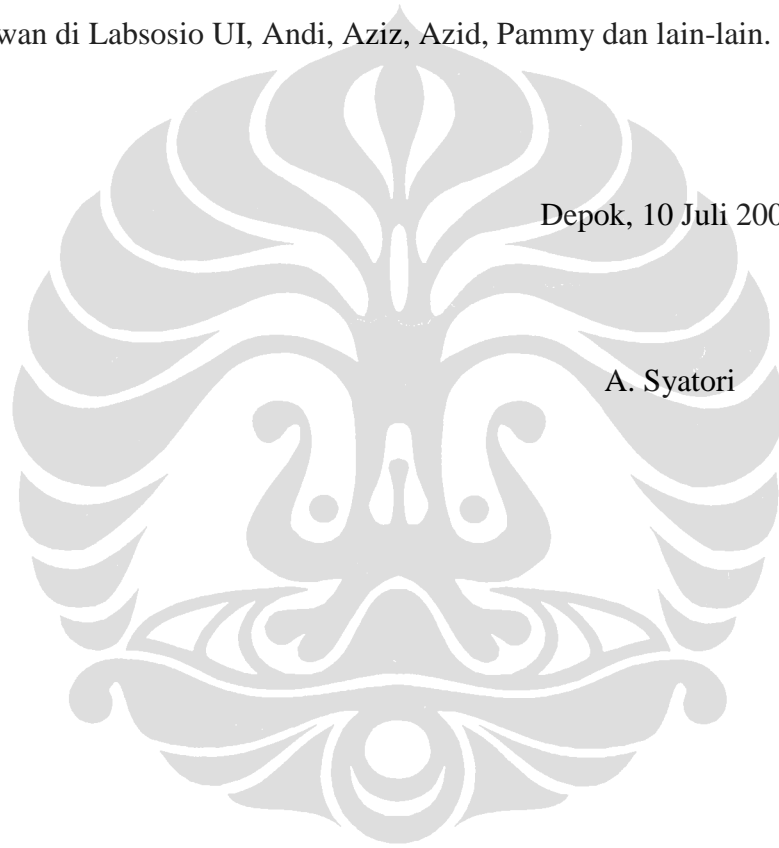 wan di Labsosio UI, Andi, Aziz, Azid, Pammy dan lain-lain.
Depok, 10 Juli 200
A. Syatori